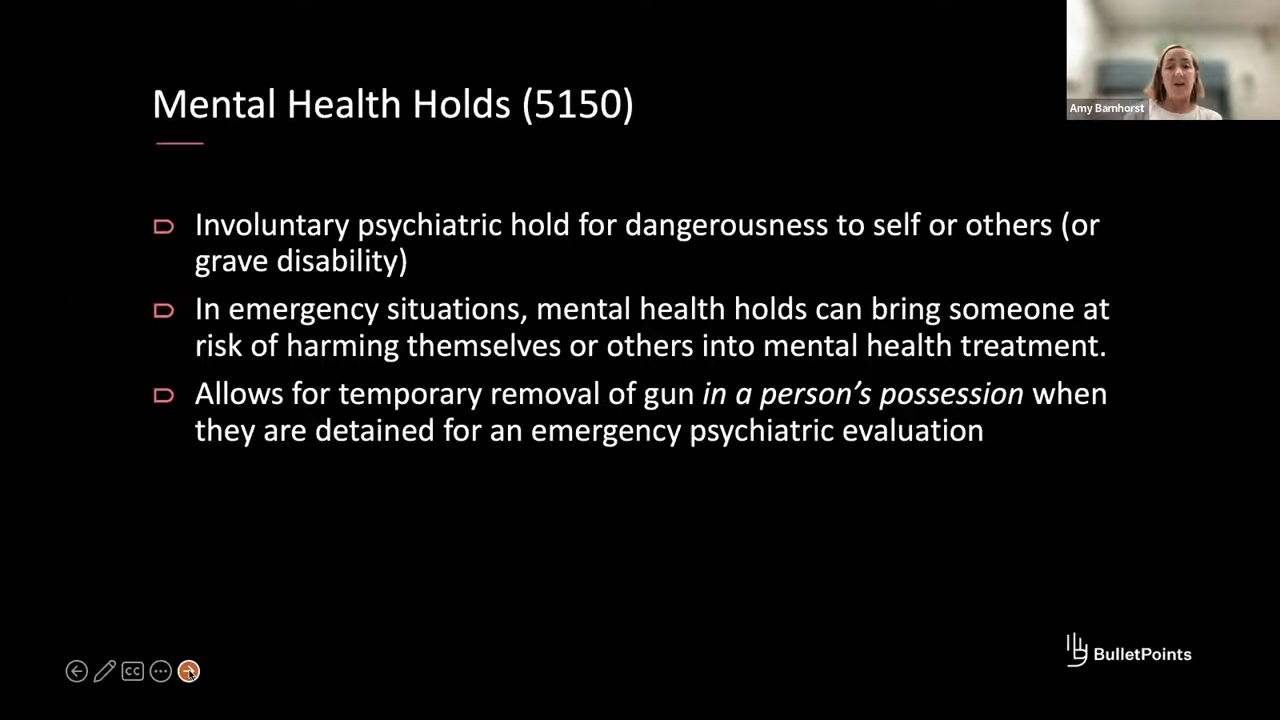 Amy Barnhorst
Mental Health Holds (5150)
Involuntary psychiatric hold for dangerousness to self or others (or
grave disability)
In emergency situations, mental health holds can bring someone at
risk of harming themselves or others into mental health treatment.
Allows for temporary removal of gun in a person's possession when
they are detained for an emergency psychiatric evaluation
CC
BulletPoints